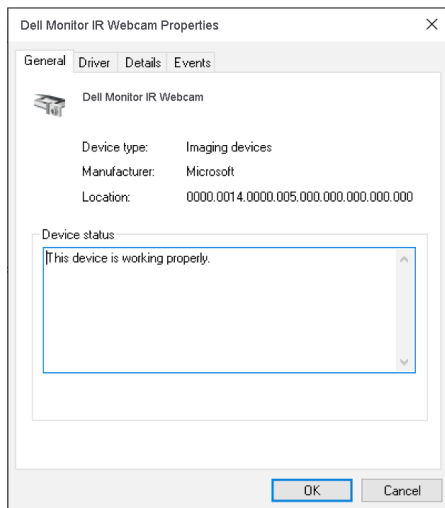 Dell Monitor IR Webcam Properties
General Driver Details Events
Dell Monitor IR Webcam
Device type: Imaging devices
Manufacturer: Microsoft
Location: 0000.0014.0000.005.000.000.000.000.000
Device status
This device is working properly.
OK Cancel